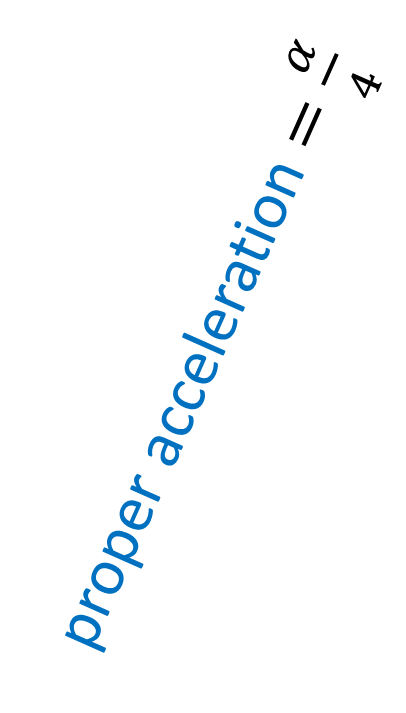 proper acceleration = α/4